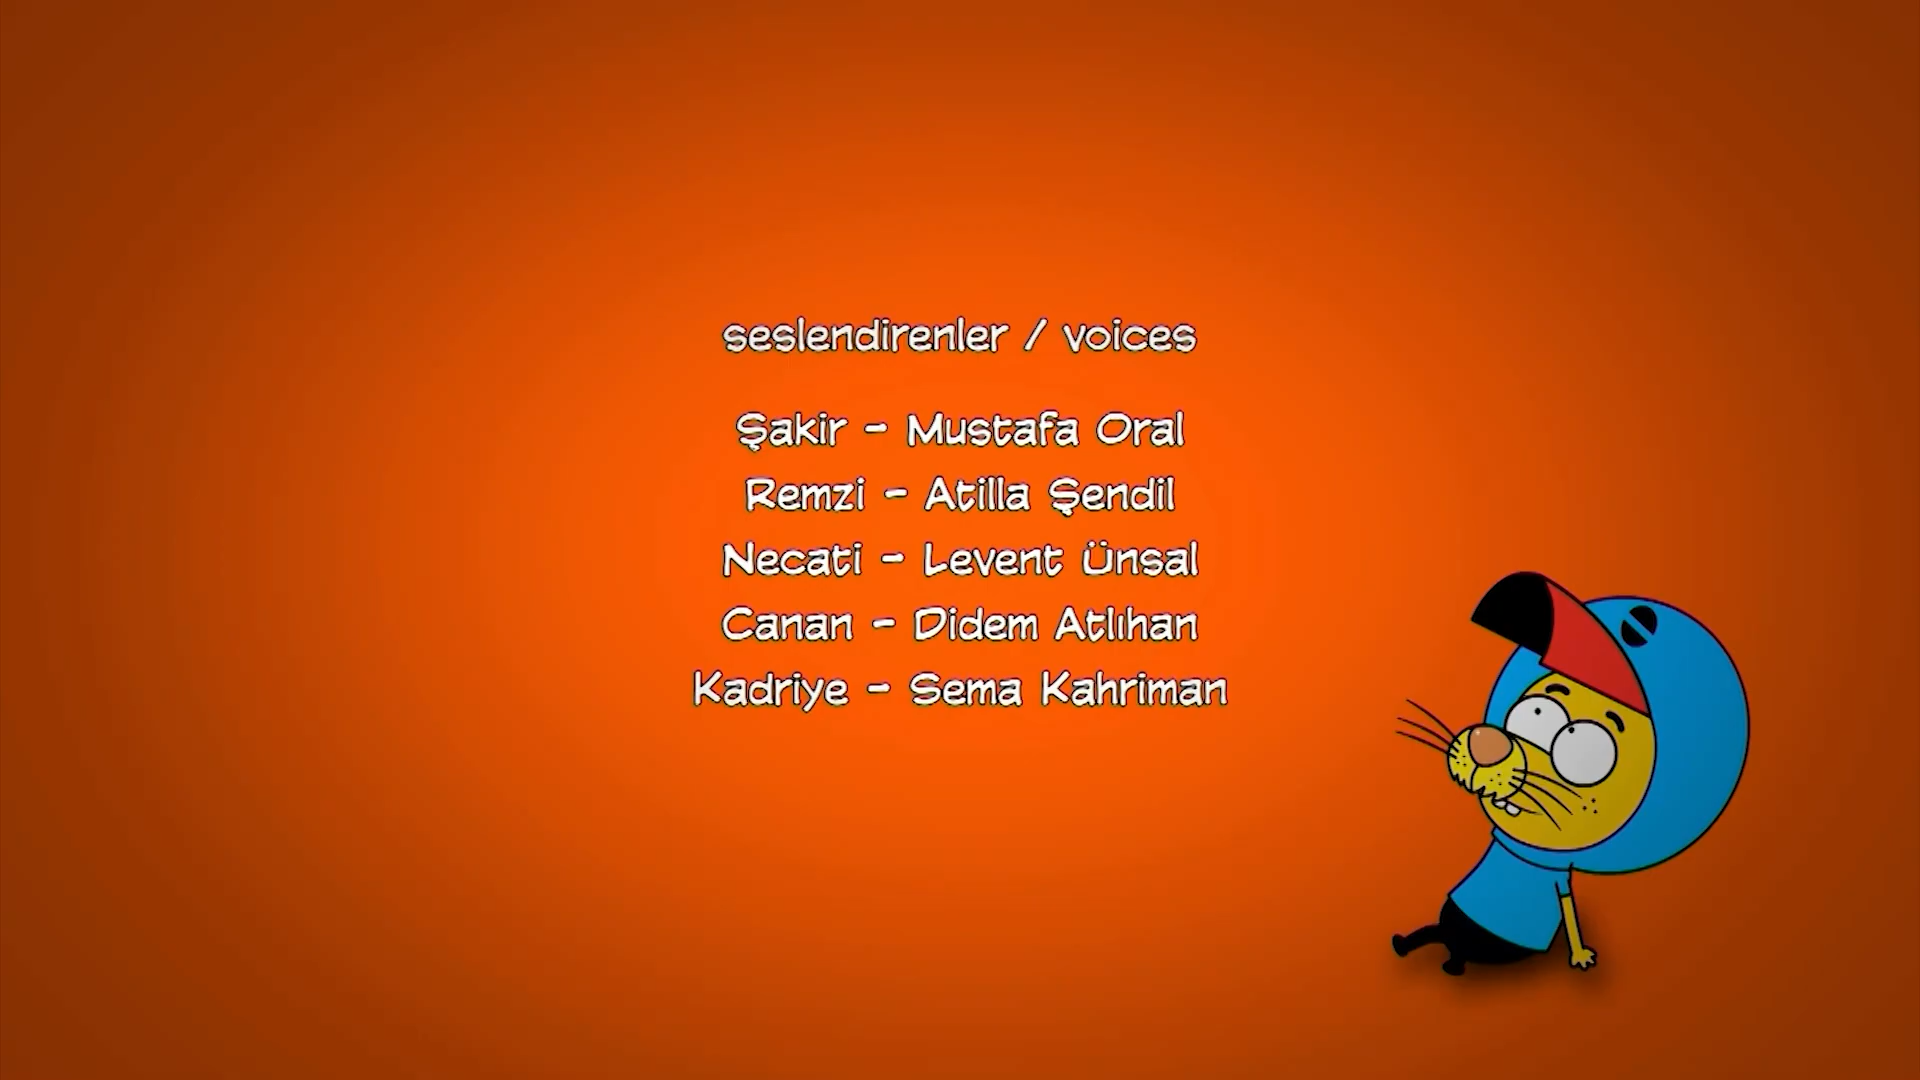 seslendirenler / voices
Şakir - Mustafa Oral
Remzi - Atilla Şendil
Necati - Levent Ünsal
Canan - Didem Atlıhan
Kadriye - Sema Kahriman